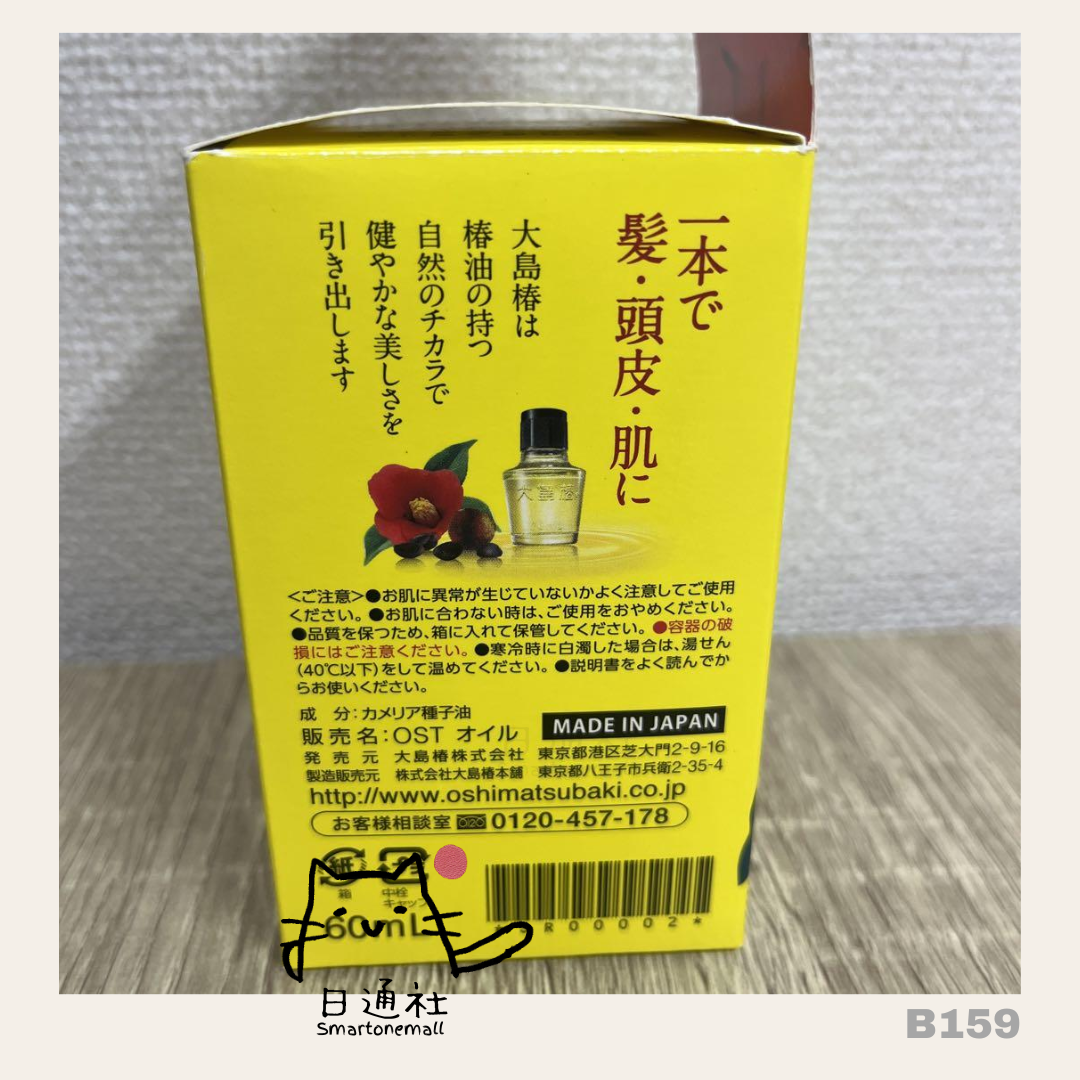 一本で
髪・頭皮・肌に
大島椿は
椿油の持つ
自然のチカラで
健やかな美しさを
引き出します
大島椿
<ご注意>●お肌に異常が生じていないかよく注意してご使用
ください。●お肌に合わない時は、ご使用をおやめください。
●品質を保つため、箱に入れて保管してください。●容器の破
損にはご注意ください。●寒冷時に白濁した場合は、湯せん
(40℃以下)をして温めてください。●説明書をよく読んでか
らお使いください。
成 分:カメリア種子油
販売名:OST オイル
MADE IN JAPAN
発売元 大島椿株式会社 東京都港区芝大門2-9-16
製造販売元 株式会社大島椿本舗 東京都八王子市兵衛2-35-4
http://www.oshimatsubaki.co.jp
お客様相談室 0120-457-178
紙
箱 中栓
キャップ
60mL
R00002*
日通社
Smartonemall
B159